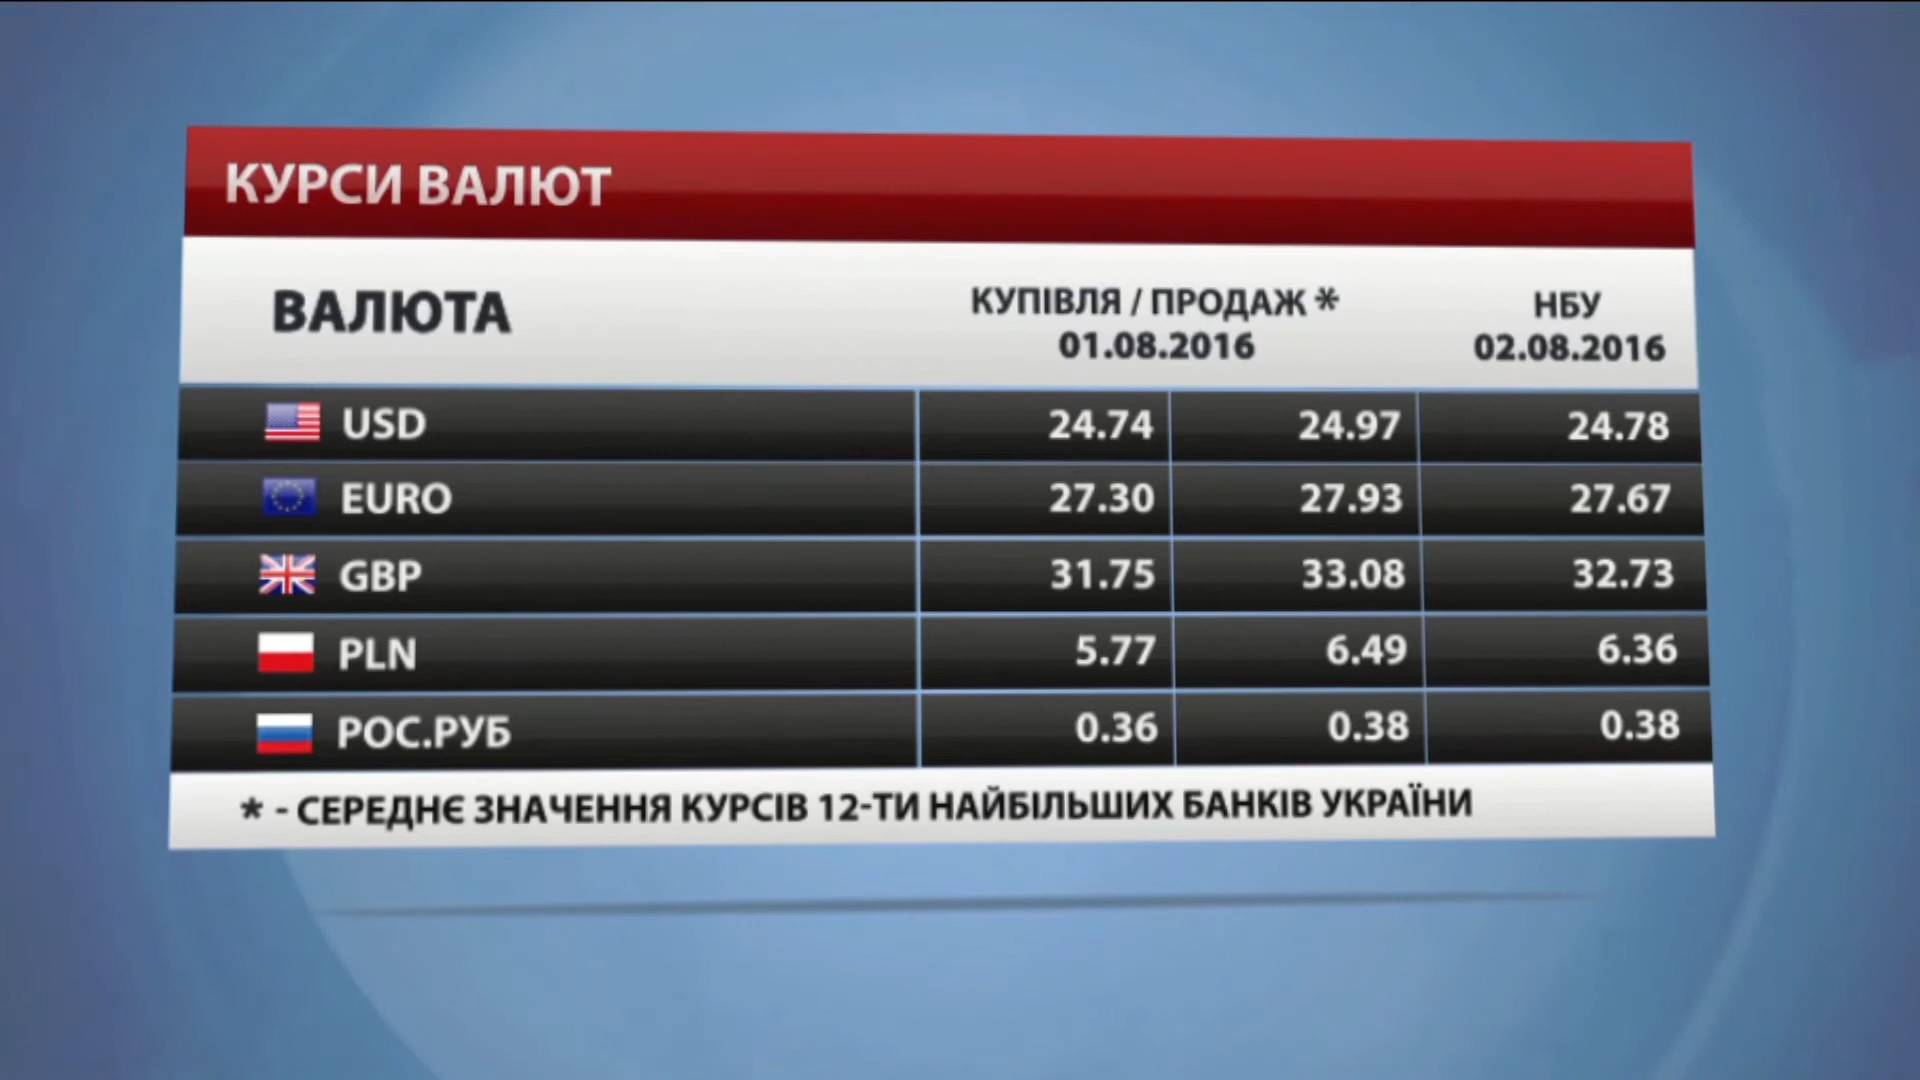 КУРСИ ВАЛЮТ
ВАЛЮТА КУПІВЛЯ / ПРОДАЖ * НБУ
01.08.2016 02.08.2016
USD 24.74 24.97 24.78
EURO 27.30 27.93 27.67
GBP 31.75 33.08 32.73
PLN 5.77 6.49 6.36
РОС.РУБ 0.36 0.38 0.38
* - СЕРЕДНЄ ЗНАЧЕННЯ КУРСІВ 12-ТИ НАЙБІЛЬШИХ БАНКІВ УКРАЇНИ